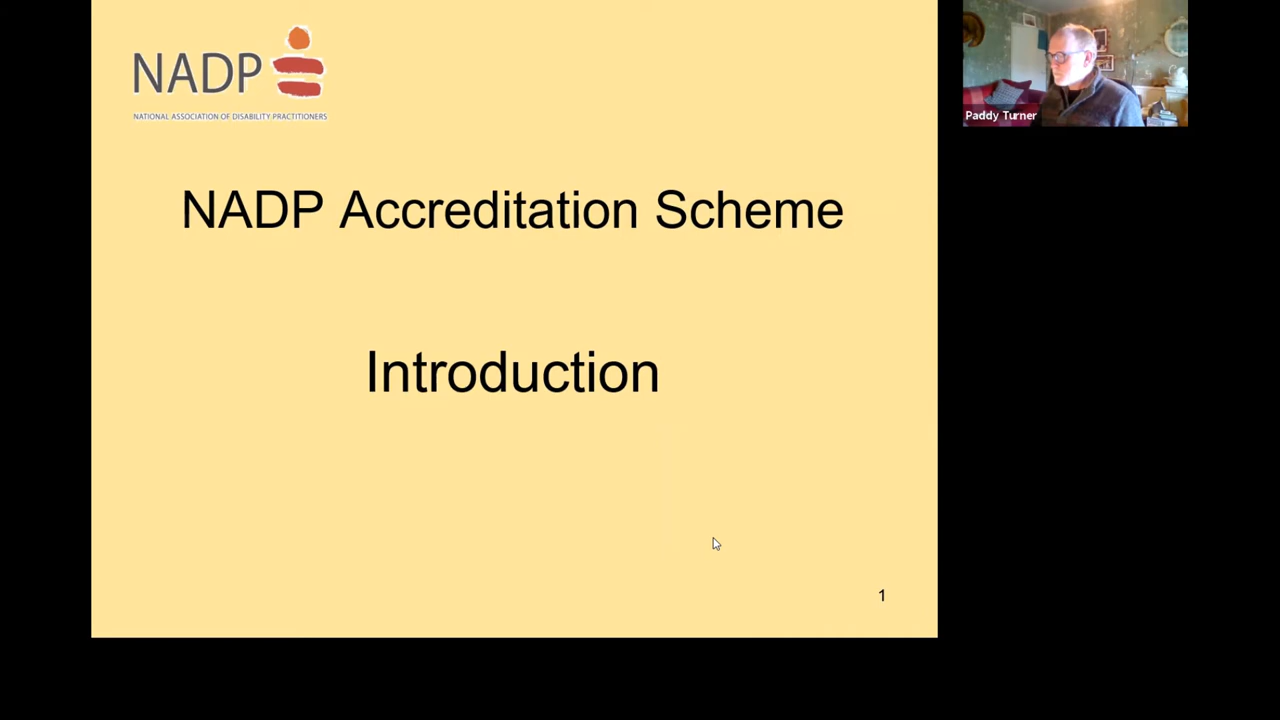 NADP
NATIONAL ASSOCIATION OF DISABILITY PRACTITIONERS
Paddy Turner
NADP Accreditation Scheme
Introduction
1